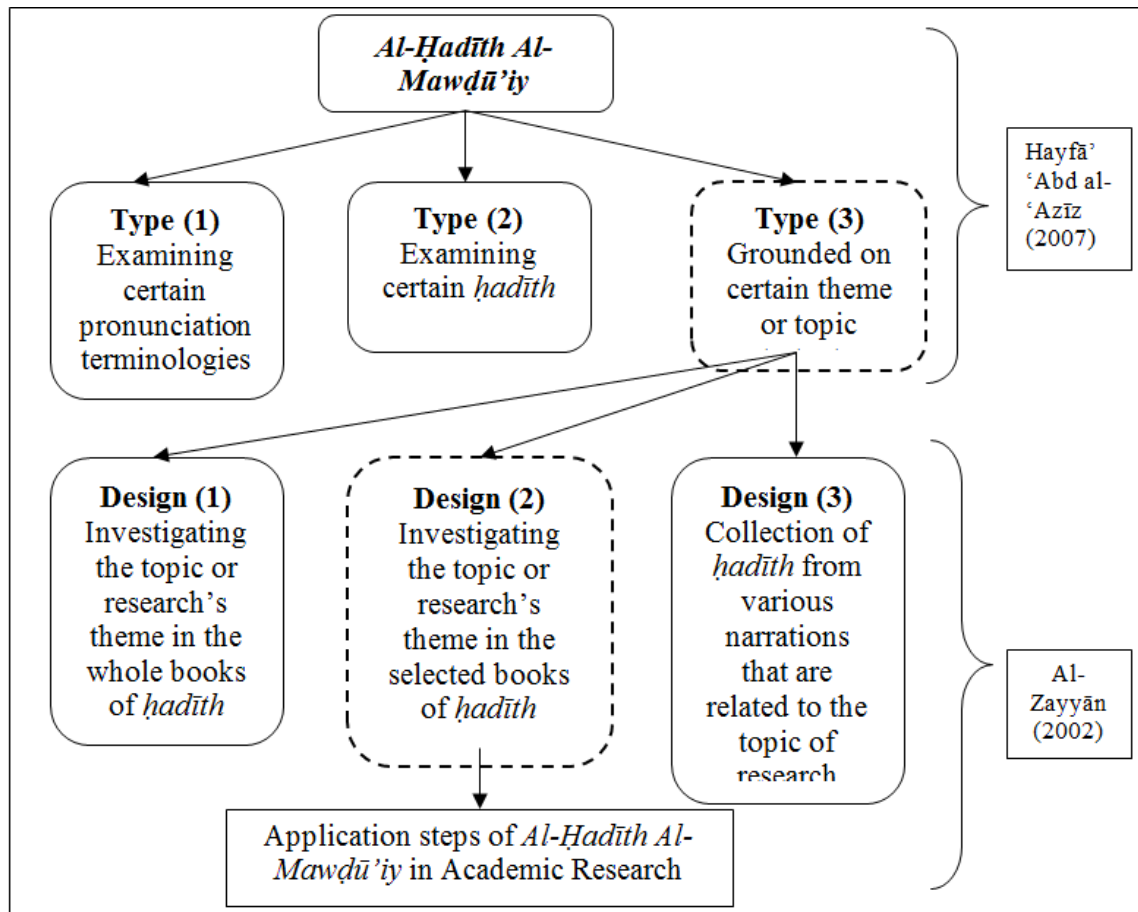 Al-Ḥadīth Al-
Mawḍū’iy
Type (1)
Examining
certain
pronunciation
terminologies
Type (2)
Examining
certain ḥadīth
Type (3)
Grounded on
certain theme
or topic
Hayfā’
ʿAbd al-
ʿAzīz
(2007)
Design (1)
Investigating
the topic or
research’s
theme in the
whole books
of ḥadīth
Design (2)
Investigating
the topic or
research’s
theme in the
selected books
of ḥadīth
Design (3)
Collection of
ḥadīth from
various
narrations
that are
related to the
topic of
research
Al-
Zayyān
(2002)
Application steps of Al-Ḥadīth Al-
Mawḍū’iy in Academic Research